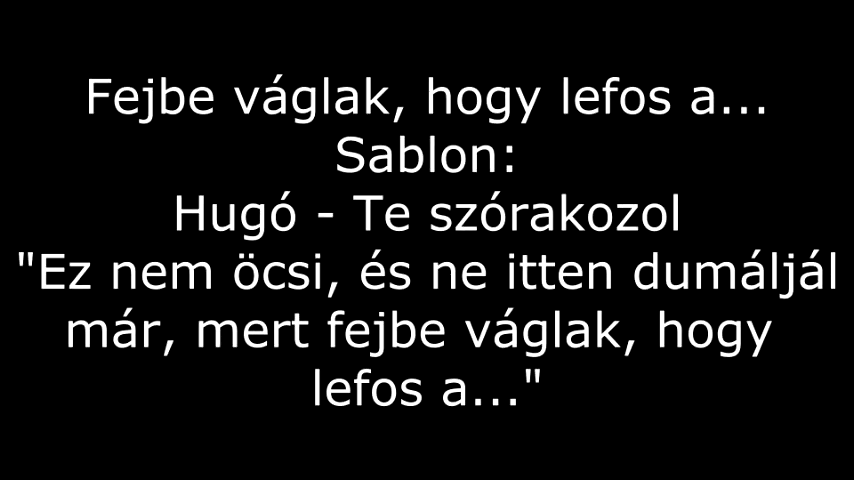 Fejbe váglak, hogy lefos a...
Sablon:
Hugó - Te szórakozol
"Ez nem öcsi, és ne itten dumáljál
már, mert fejbe váglak, hogy
lefos a..."